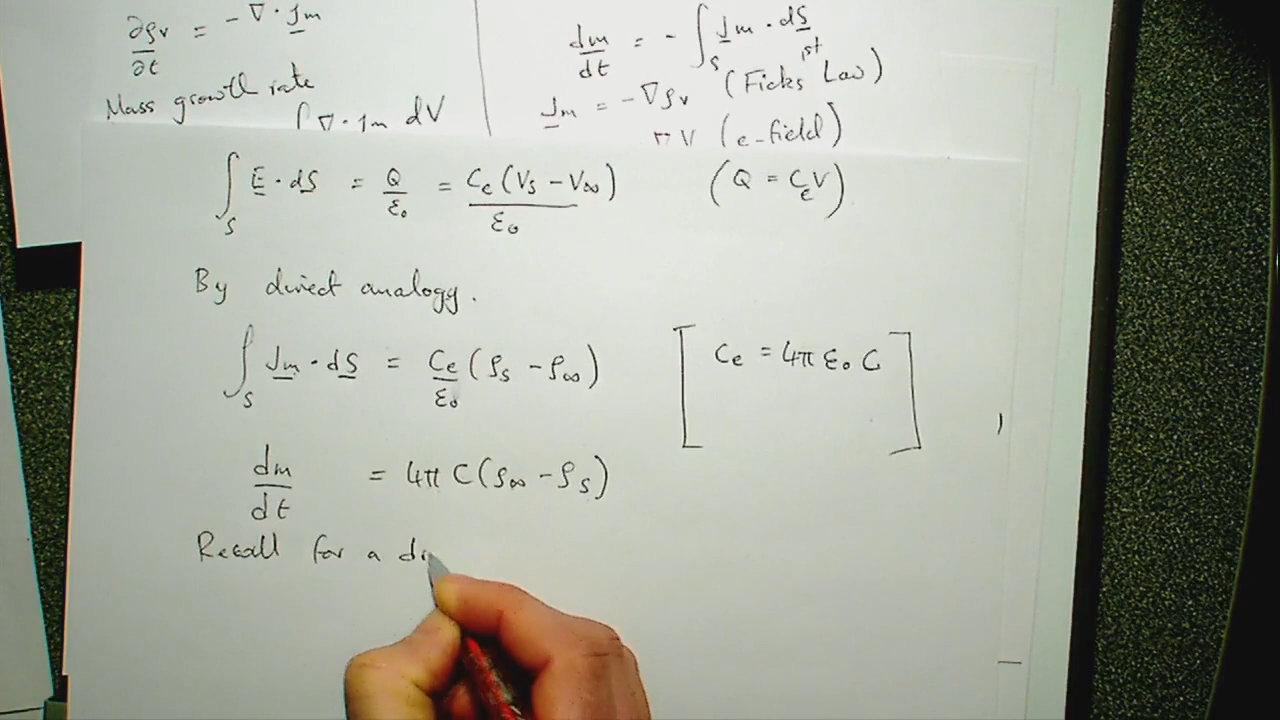 ∂ρv/∂t = -∇·Jm
Mass growth rate
∫∇·Jm dV
dm/dt = -∫S Jm·dS
Jm = -∇ρv (Ficks 1st Law)
∇V (e-field)
∫S E·dS = Q/ε₀ = Ce(Vs - V∞)/ε₀ (Q = CeV)
By direct analogy.
∫S Jm·dS = Ce/ε₀ (ρs - ρ∞) [Ce = 4π ε₀ C]
dm/dt = 4π C(ρ∞ - ρs)
Recall for a d